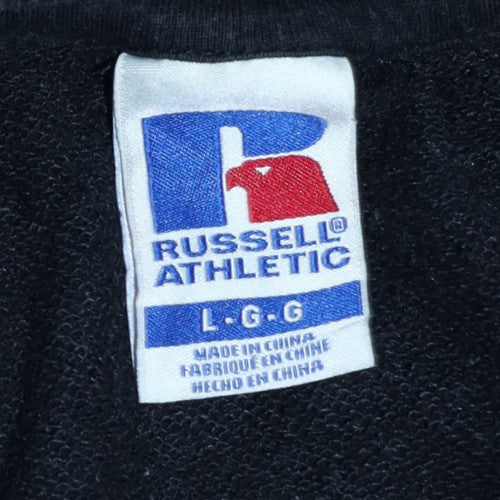 RUSSELL®
ATHLETIC
L-G-G
MADE IN CHINA
FABRIQUÉ EN CHINE
HECHO EN CHINA